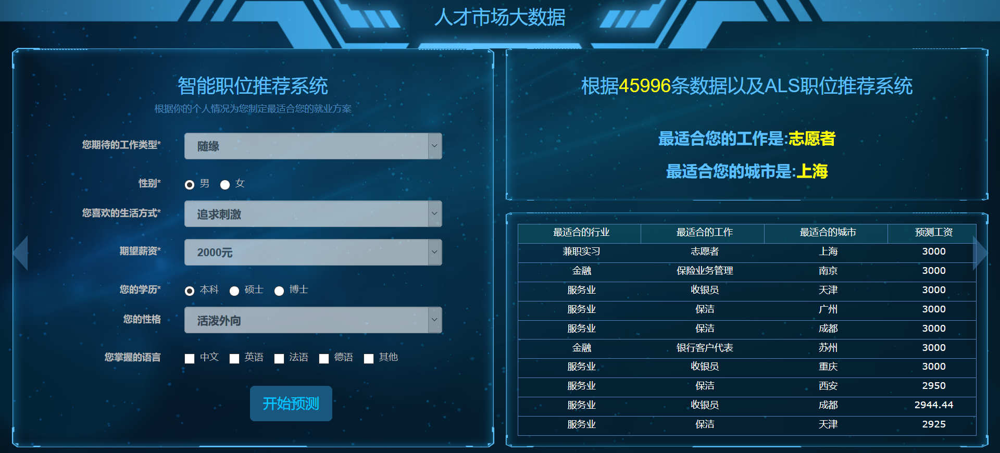 人才市场大数据
智能职位推荐系统
根据你的个人情况为您制定最适合您的就业方案
您期待的工作类型* 随缘
性别* 男 女
您喜欢的生活方式* 追求刺激
期望薪资* 2000元
您的学历* 本科 硕士 博士
您的性格 活泼外向
您掌握的语言 中文 英语 法语 德语 其他
开始预测
根据45996条数据以及ALS职位推荐系统
最适合您的工作是:志愿者
最适合您的城市是:上海
最适合的行业 最适合的工作 最适合的城市 预测工资
兼职实习 志愿者 上海 3000
金融 保险业务管理 南京 3000
服务业 收银员 天津 3000
服务业 保洁 广州 3000
服务业 保洁 成都 3000
金融 银行客户代表 苏州 3000
服务业 收银员 重庆 3000
服务业 保洁 西安 2950
服务业 收银员 成都 2944.44
服务业 保洁 天津 2925